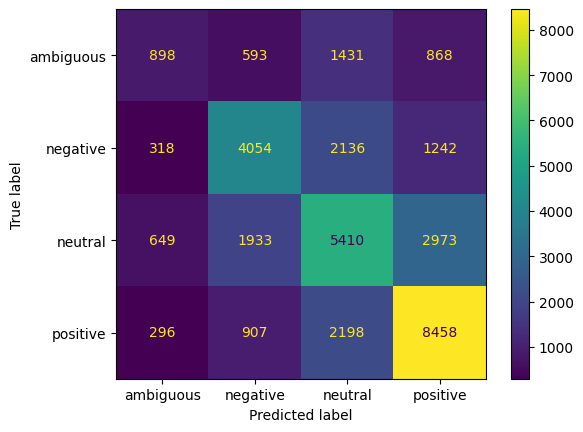 ambiguous 898 593 1431 868
negative 318 4054 2136 1242
neutral 649 1933 5410 2973
positive 296 907 2198 8458
ambiguous negative neutral positive
Predicted label
True label
8000
7000
6000
5000
4000
3000
2000
1000